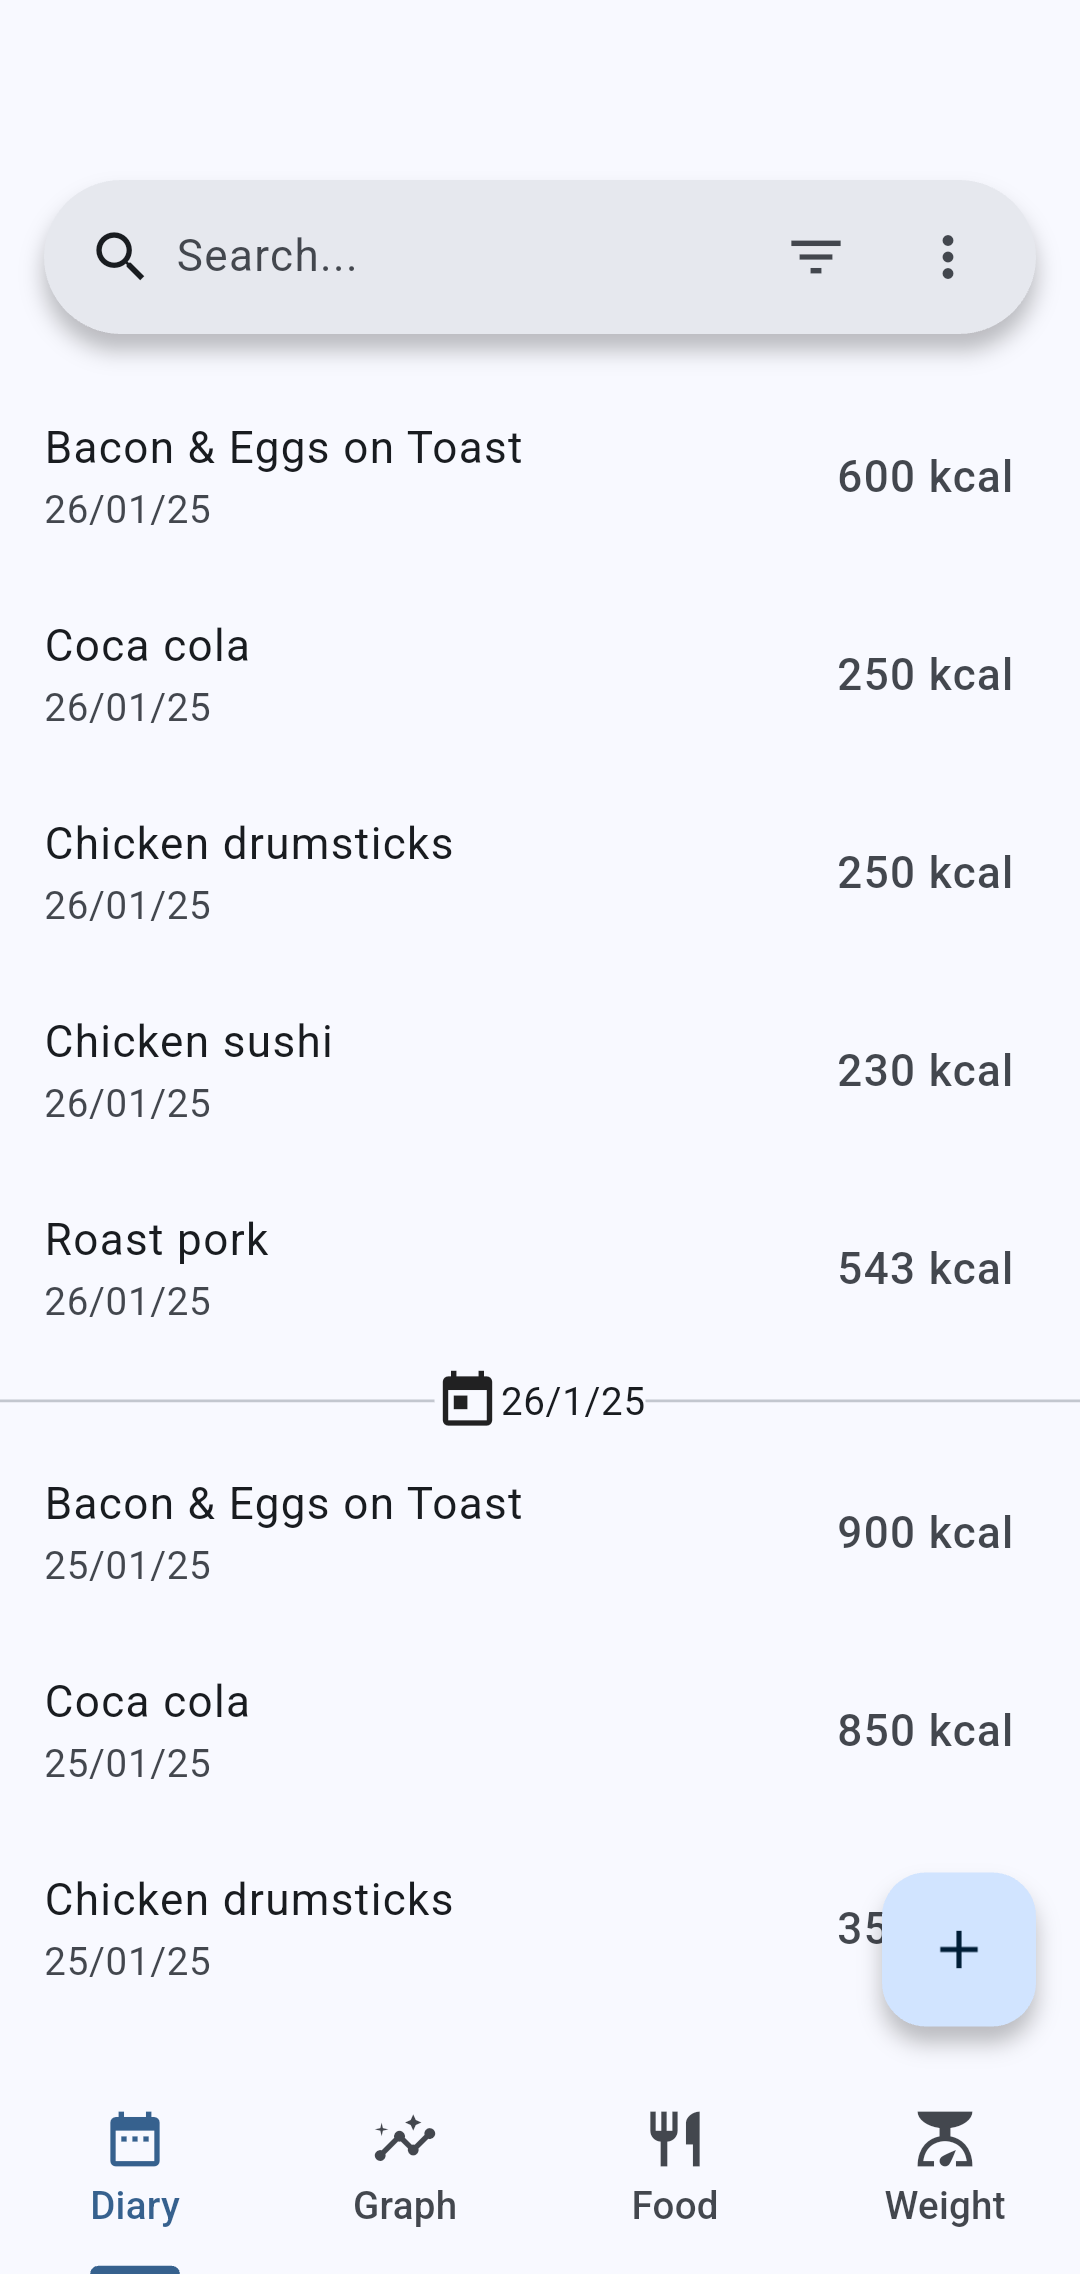 Search...
Bacon & Eggs on Toast
26/01/25
600 kcal
Coca cola
26/01/25
250 kcal
Chicken drumsticks
26/01/25
250 kcal
Chicken sushi
26/01/25
230 kcal
Roast pork
26/01/25
543 kcal
26/1/25
Bacon & Eggs on Toast
25/01/25
900 kcal
Coca cola
25/01/25
850 kcal
Chicken drumsticks
25/01/25
Diary
Graph
Food
Weight